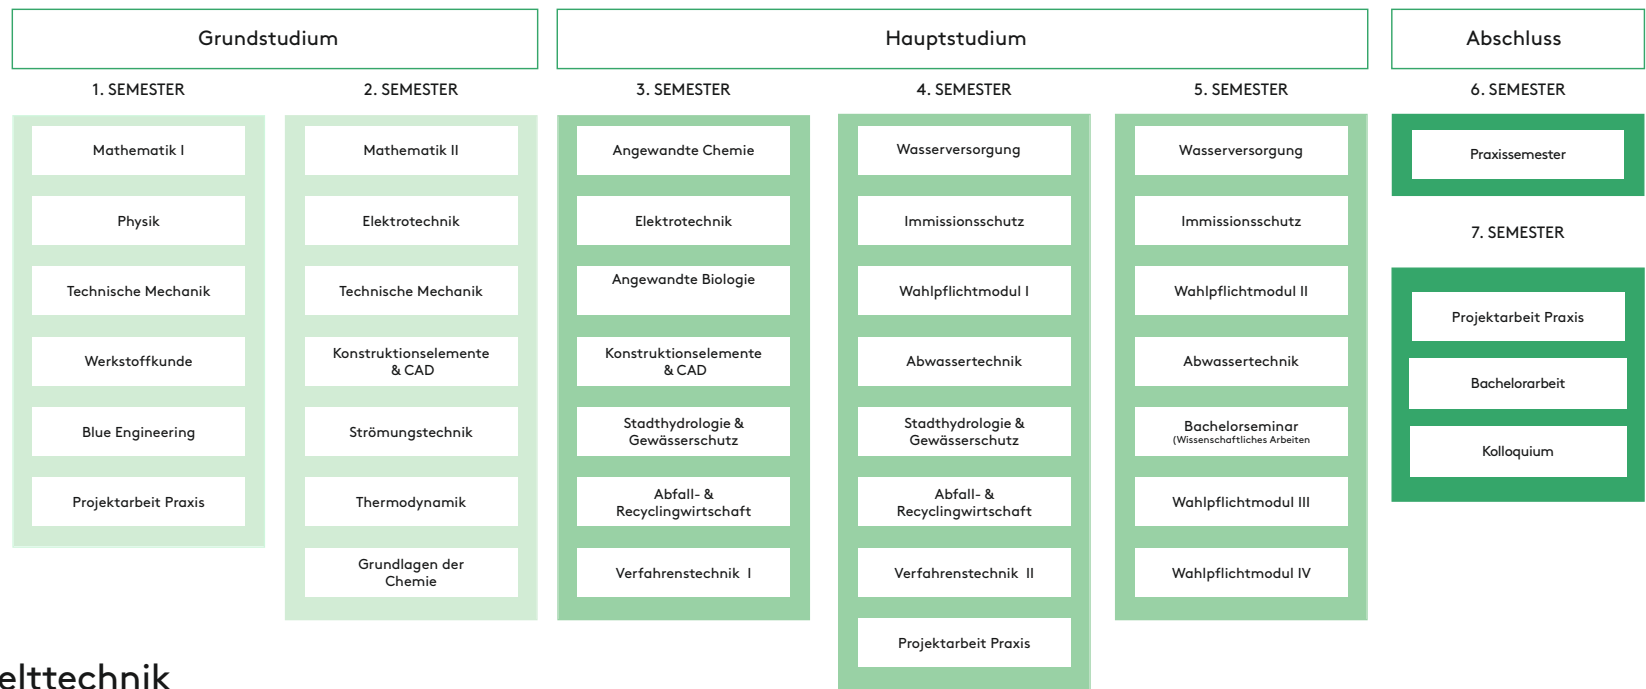 Grundstudium
Hauptstudium
Abschluss
1. SEMESTER
2. SEMESTER
3. SEMESTER
4. SEMESTER
5. SEMESTER
6. SEMESTER
Mathematik I
Physik
Technische Mechanik
Werkstoffkunde
Blue Engineering
Projektarbeit Praxis
Mathematik II
Elektrotechnik
Technische Mechanik
Konstruktionselemente
& CAD
Strömungstechnik
Thermodynamik
Grundlagen der
Chemie
Angewandte Chemie
Elektrotechnik
Angewandte Biologie
Konstruktionselemente
& CAD
Stadthydrologie &
Gewässerschutz
Abfall- &
Recyclingwirtschaft
Verfahrenstechnik I
Wasserversorgung
Immissionsschutz
Wahlpflichtmodul I
Abwassertechnik
Stadthydrologie &
Gewässerschutz
Abfall- &
Recyclingwirtschaft
Verfahrenstechnik II
Projektarbeit Praxis
Wasserversorgung
Immissionsschutz
Wahlpflichtmodul II
Abwassertechnik
Bachelorseminar
(Wissenschaftliches Arbeiten
Wahlpflichtmodul III
Wahlpflichtmodul IV
Praxissemester
7. SEMESTER
Projektarbeit Praxis
Bachelorarbeit
Kolloquium
elttechnik